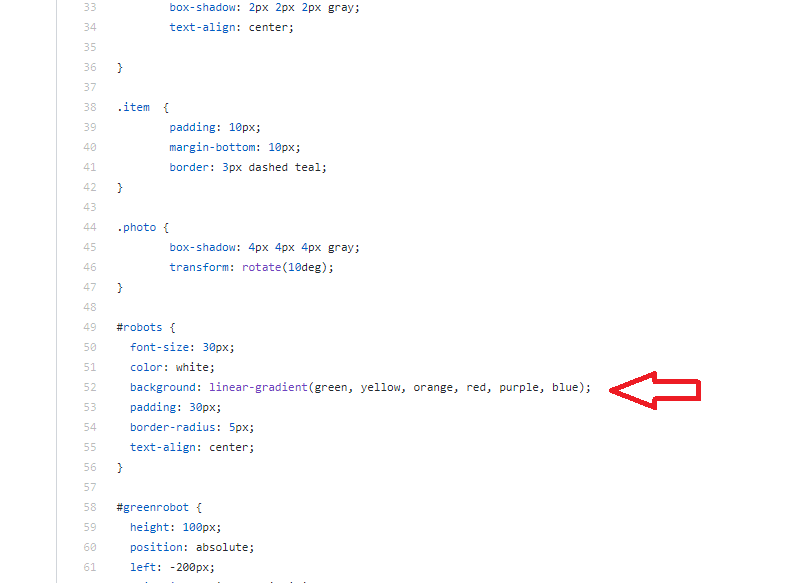 33 box-shadow: 2px 2px 2px gray;
34 text-align: center;
35
36 }
37
38 .item  {
39 padding: 10px;
40 margin-bottom: 10px;
41 border: 3px dashed teal;
42 }
43
44 .photo {
45 box-shadow: 4px 4px 4px gray;
46 transform: rotate(10deg);
47 }
48
49 #robots {
50 font-size: 30px;
51 color: white;
52 background: linear-gradient(green, yellow, orange, red, purple, blue);
53 padding: 30px;
54 border-radius: 5px;
55 text-align: center;
56 }
57
58 #greenrobot {
59 height: 100px;
60 position: absolute;
61 left: -200px;